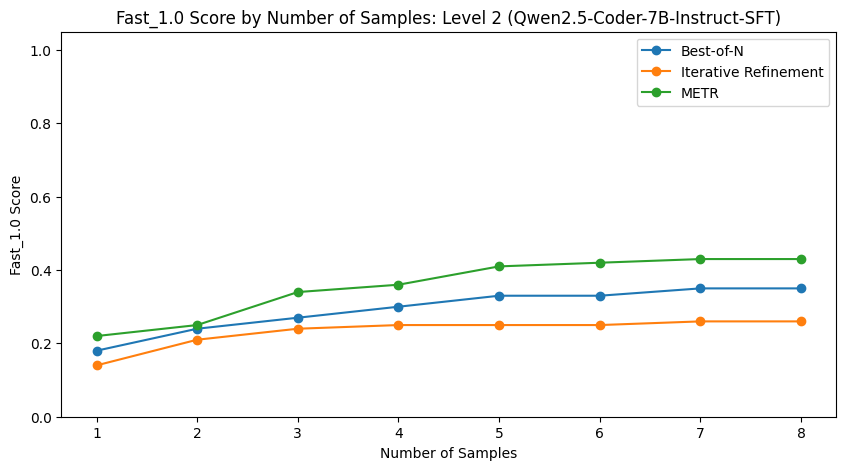 Fast_1.0 Score by Number of Samples: Level 2 (Qwen2.5-Coder-7B-Instruct-SFT)
Best-of-N
Iterative Refinement
METR
Fast_1.0 Score
1.0
0.8
0.6
0.4
0.2
0.0
1 2 3 4 5 6 7 8
Number of Samples